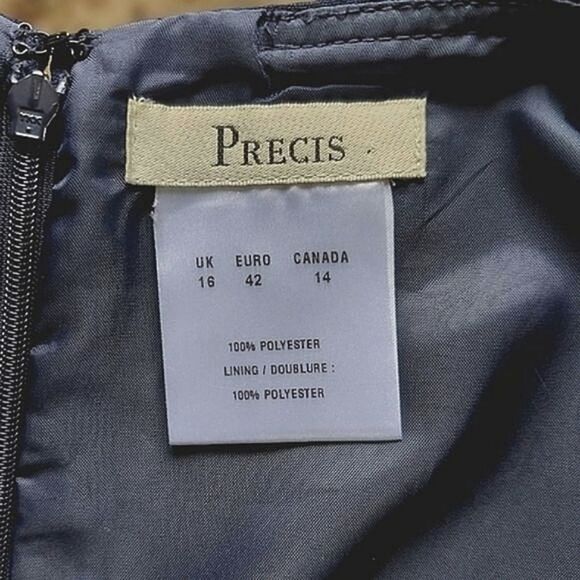 PRECIS
UK EURO CANADA
16 42 14
100% POLYESTER
LINING / DOUBLURE :
100% POLYESTER